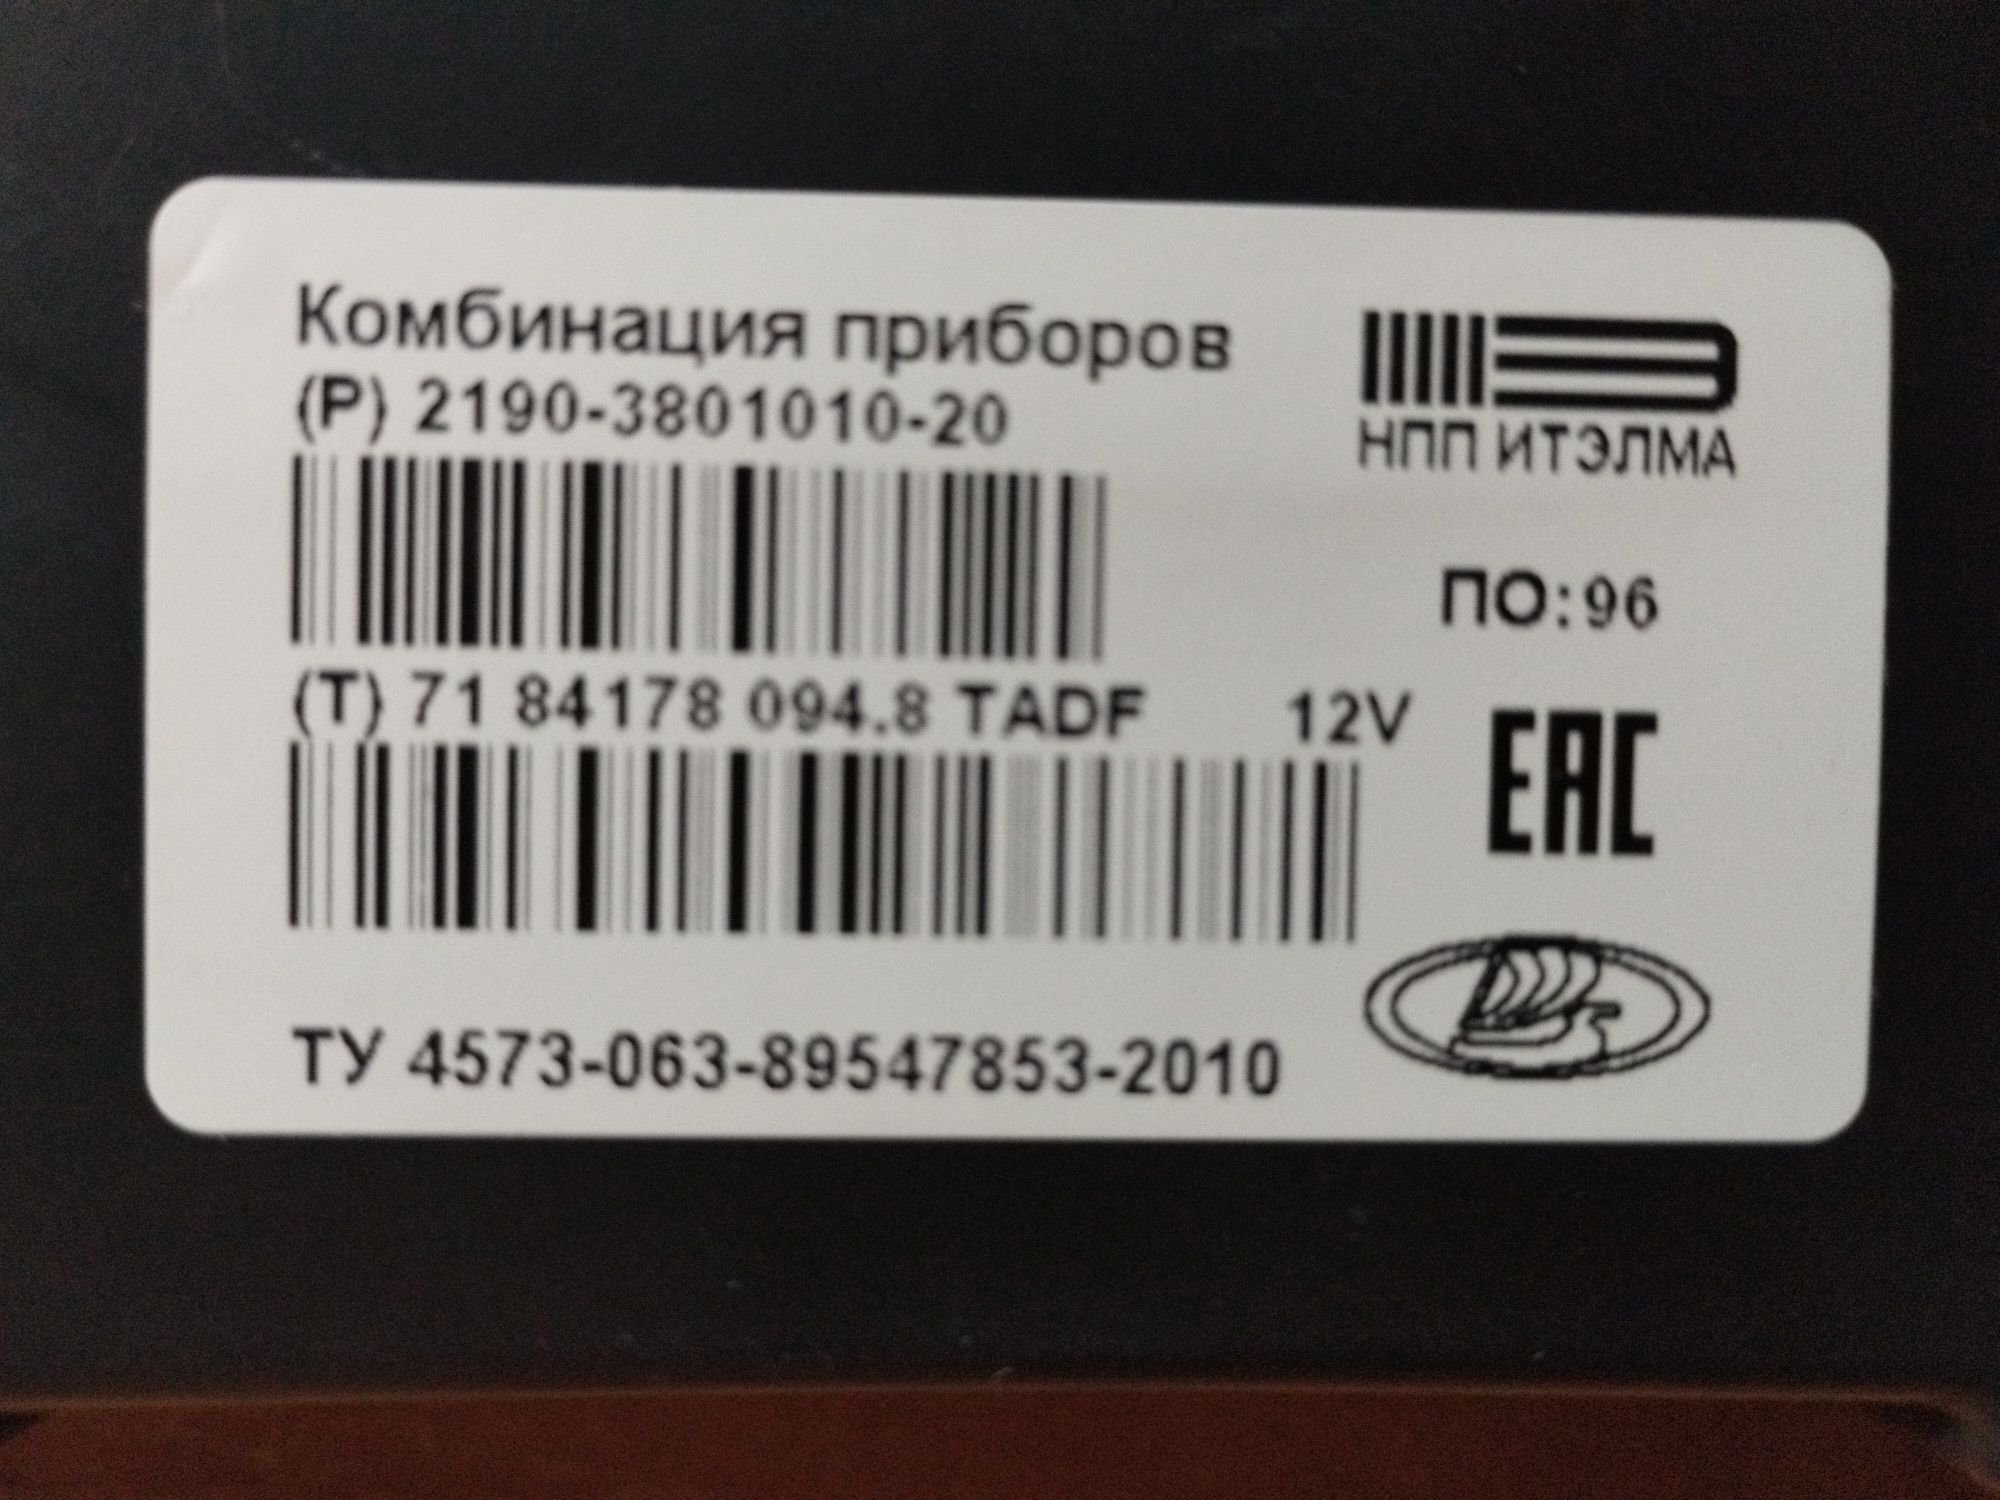 Комбинация приборов
(P) 2190-3801010-20
НПП ИТЭЛМА
ПО:96
(T) 71 84178 094.8 TADF 12V
EAC
ТУ 4573-063-89547853-2010